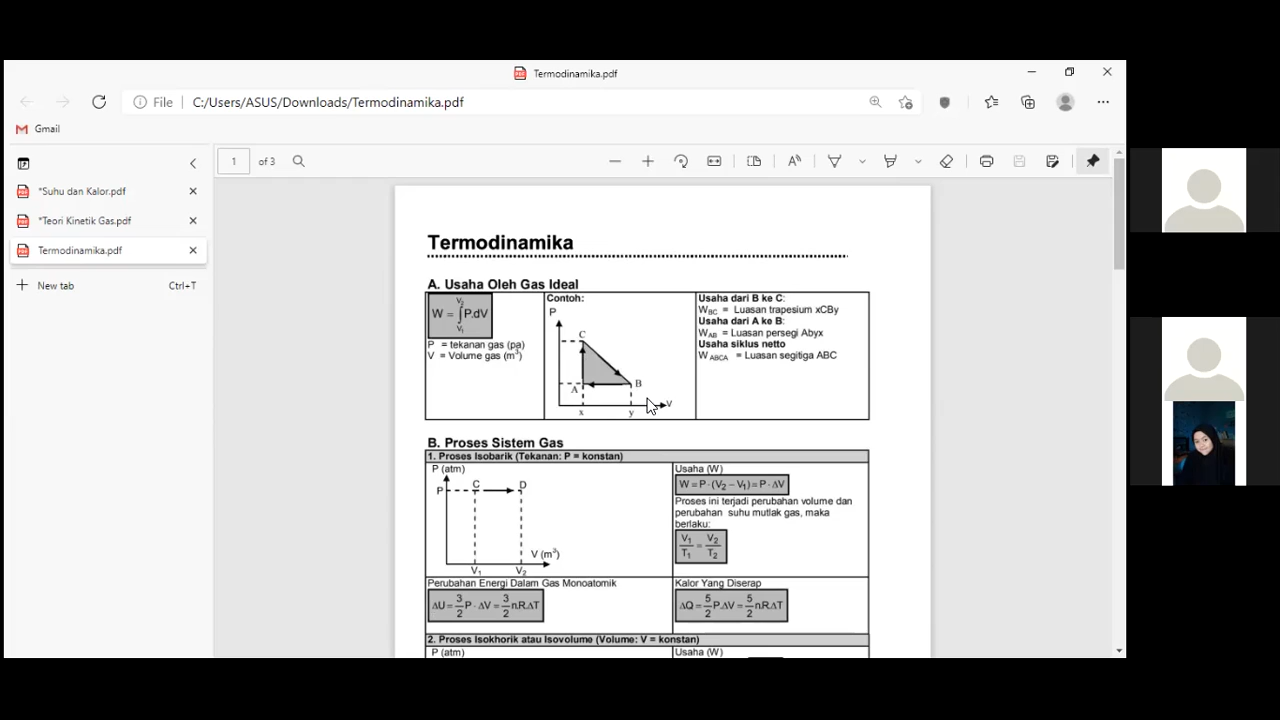 Termodinamika.pdf
File C:/Users/ASUS/Downloads/Termodinamika.pdf
Gmail
1 of 3
*Suhu dan Kalor.pdf
*Teori Kinetik Gas.pdf
Termodinamika.pdf
New tab Ctrl+T
Termodinamika
A. Usaha Oleh Gas Ideal
W = ∫ P.dV
V₂
V₁
P = tekanan gas (pa)
V = Volume gas (m³)
Contoh:
P
C
A
B
V
x y
Usaha dari B ke C:
W_BC = Luasan trapesium xCBy
Usaha dari A ke B:
W_AB = Luasan persegi Abyx
Usaha siklus netto
W_ABCA = Luasan segitiga ABC
B. Proses Sistem Gas
1. Proses Isobarik (Tekanan: P = konstan)
P (atm)
P
C D
V (m³)
V₁ V₂
Usaha (W)
W = P · (V₂ – V₁) = P · ΔV
Proses ini terjadi perubahan volume dan
perubahan suhu mutlak gas, maka
berlaku:
V₁/T₁ = V₂/T₂
Perubahan Energi Dalam Gas Monoatomik
ΔU = 3/2 P · ΔV = 3/2 n.R.ΔT
Kalor Yang Diserap
ΔQ = 5/2 P.ΔV = 5/2 n.R.ΔT
2. Proses Isokhorik atau Isovolume (Volume: V = konstan)
P (atm)
Usaha (W)